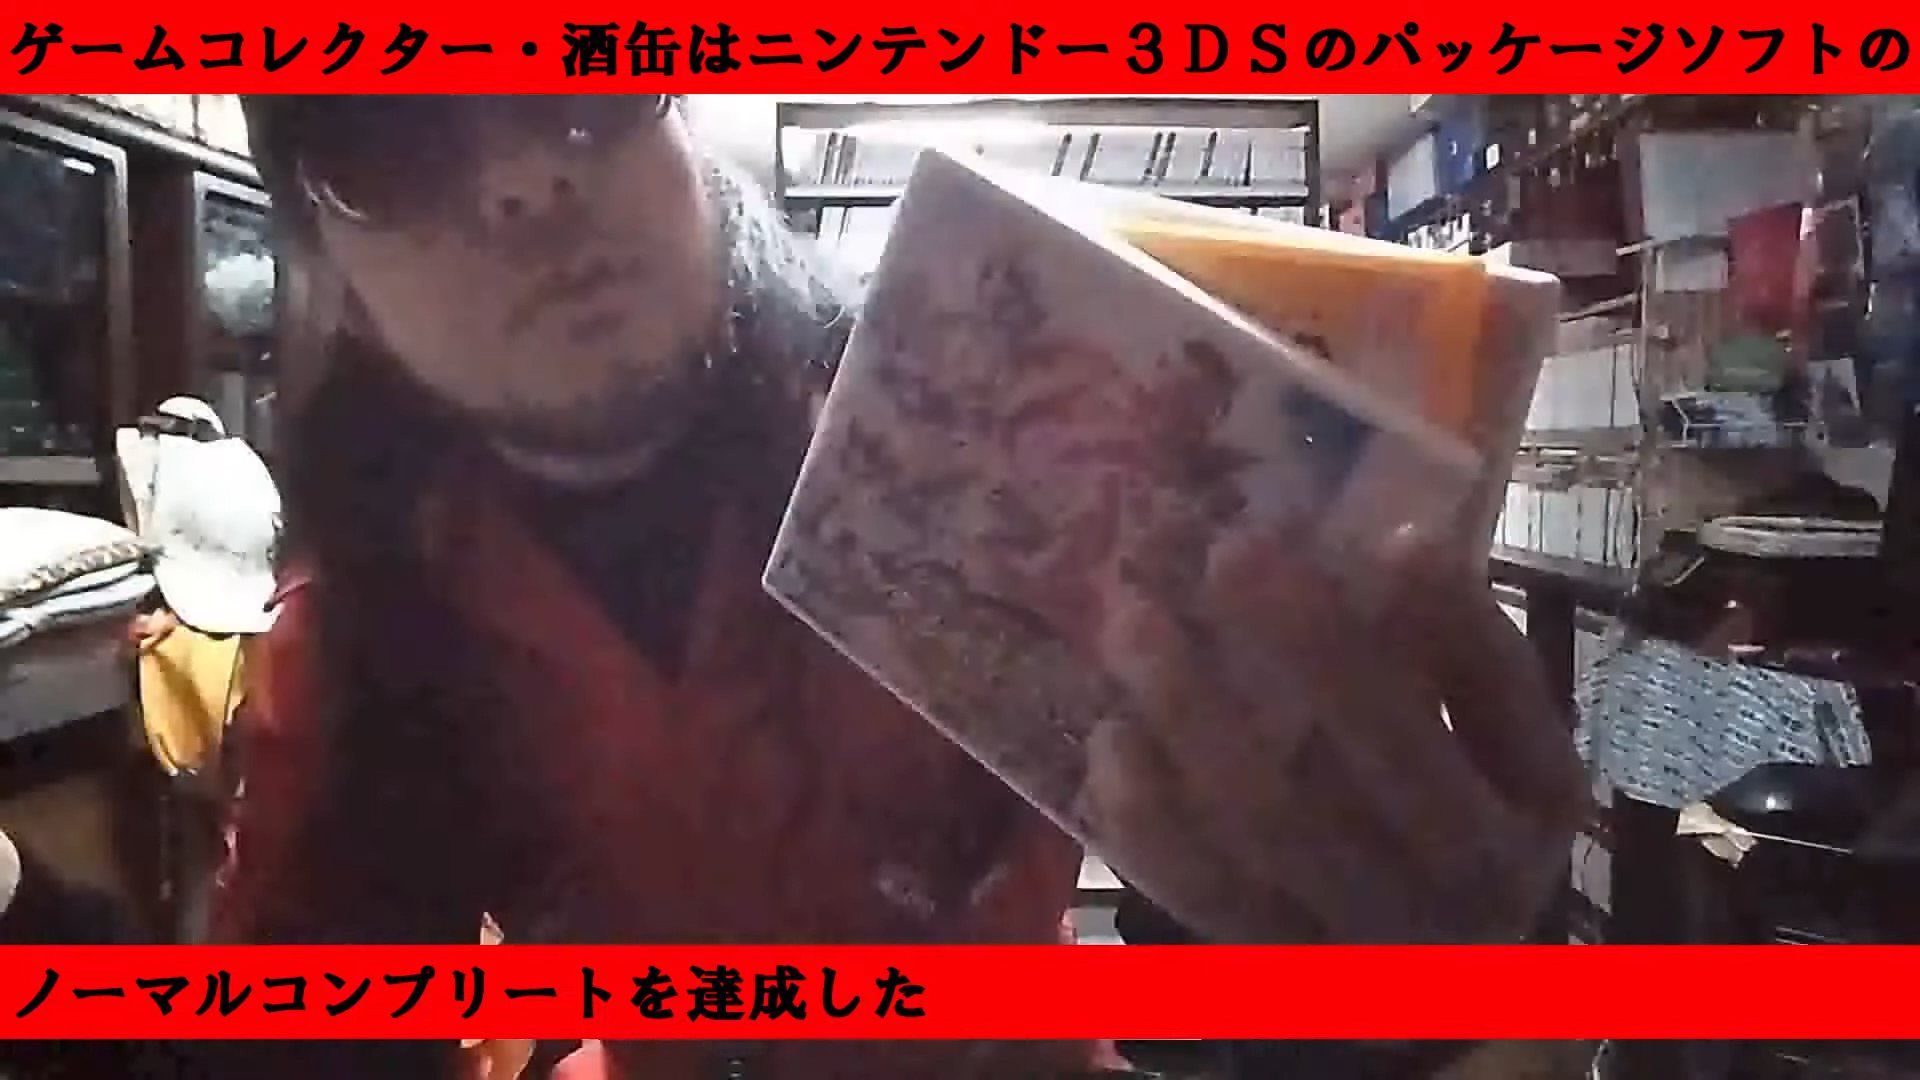 ゲームコレクター・酒缶はニンテンドー３ＤＳのパッケージソフトの
ノーマルコンプリートを達成した